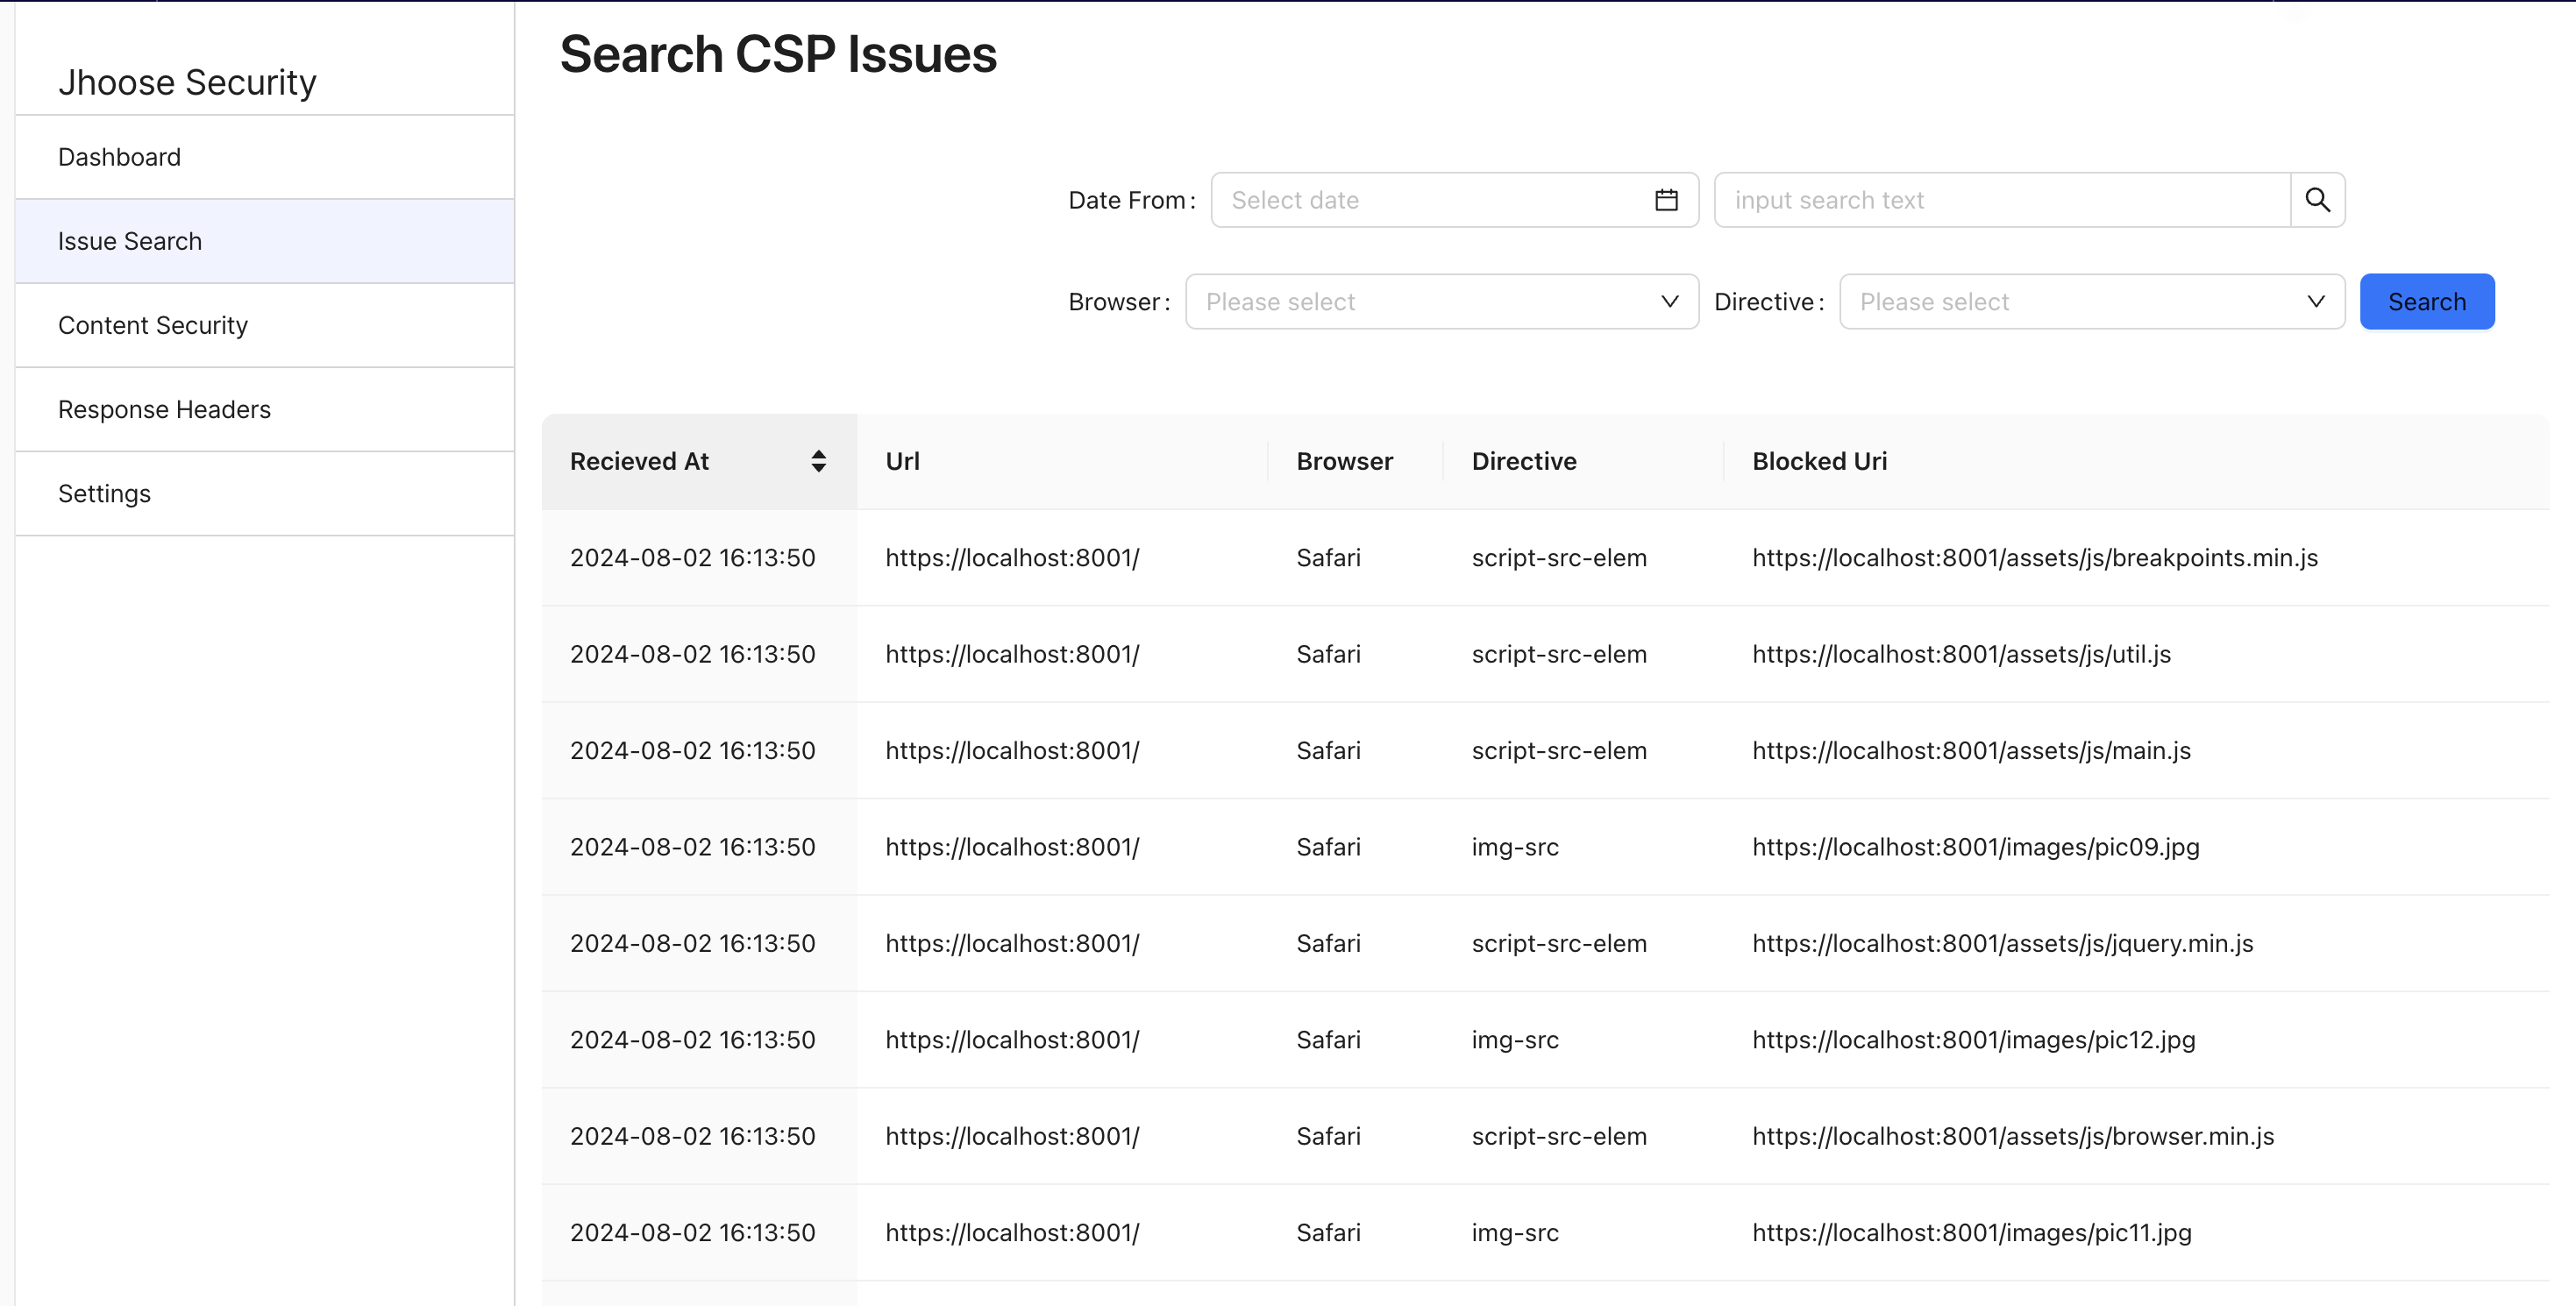 Jhoose Security
Dashboard
Issue Search
Content Security
Response Headers
Settings
Search CSP Issues
Date From: Select date input search text
Browser: Please select Directive: Please select Search
Recieved At Url Browser Directive Blocked Uri
2024-08-02 16:13:50 https://localhost:8001/ Safari script-src-elem https://localhost:8001/assets/js/breakpoints.min.js
2024-08-02 16:13:50 https://localhost:8001/ Safari script-src-elem https://localhost:8001/assets/js/util.js
2024-08-02 16:13:50 https://localhost:8001/ Safari script-src-elem https://localhost:8001/assets/js/main.js
2024-08-02 16:13:50 https://localhost:8001/ Safari img-src https://localhost:8001/images/pic09.jpg
2024-08-02 16:13:50 https://localhost:8001/ Safari script-src-elem https://localhost:8001/assets/js/jquery.min.js
2024-08-02 16:13:50 https://localhost:8001/ Safari img-src https://localhost:8001/images/pic12.jpg
2024-08-02 16:13:50 https://localhost:8001/ Safari script-src-elem https://localhost:8001/assets/js/browser.min.js
2024-08-02 16:13:50 https://localhost:8001/ Safari img-src https://localhost:8001/images/pic11.jpg